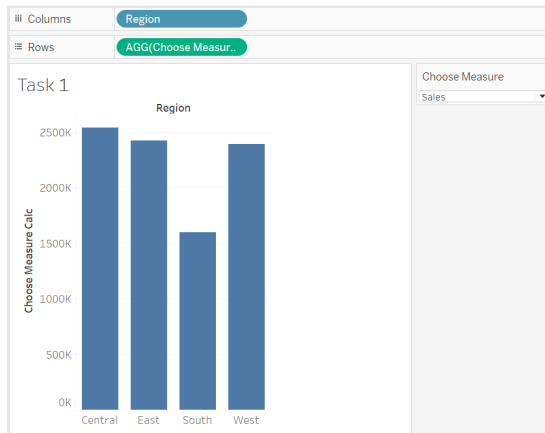 iii Columns Region
Rows AGG(Choose Measur..
Task 1
Choose Measure
Sales
Region
2500K
2000K
1500K
1000K
500K
0K
Choose Measure Calc
Central East South West